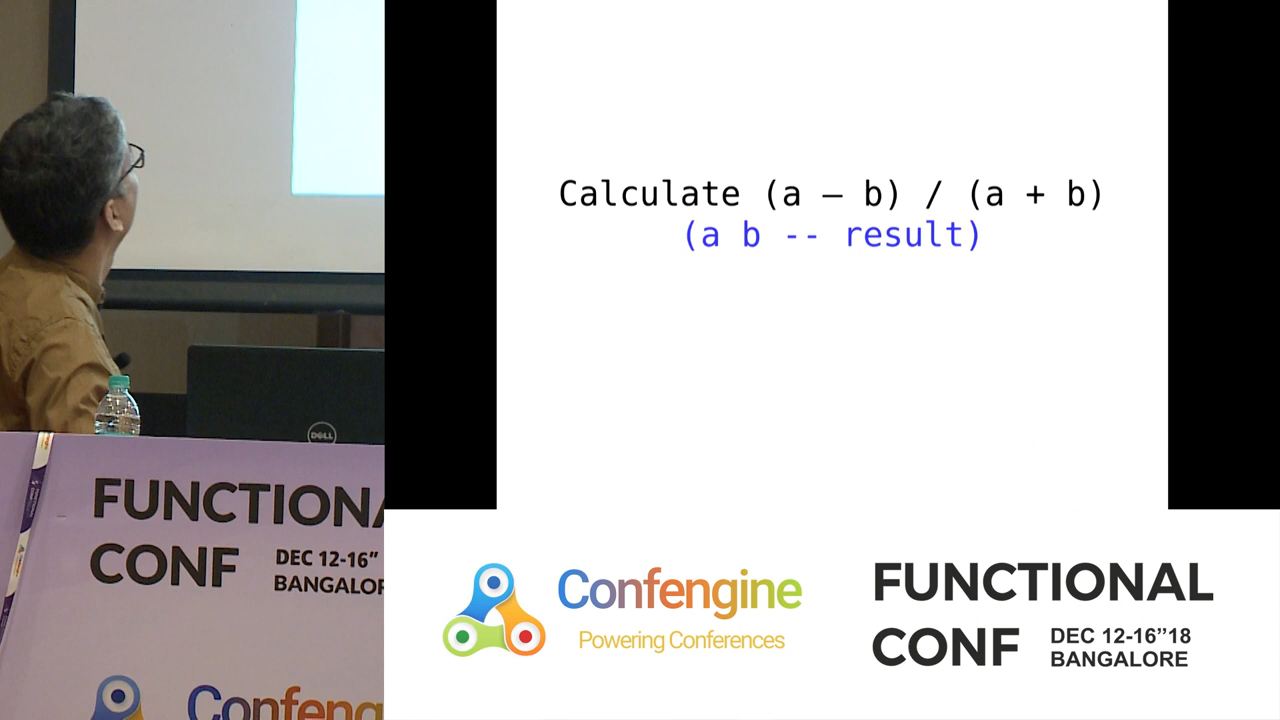 Calculate (a – b) / (a + b)
(a b -- result)
DELL
FUNCTIONA
CONF
DEC 12-16”
BANGALOR
Confengin
Confengine
Powering Conferences
FUNCTIONAL
CONF
DEC 12-16”18
BANGALORE